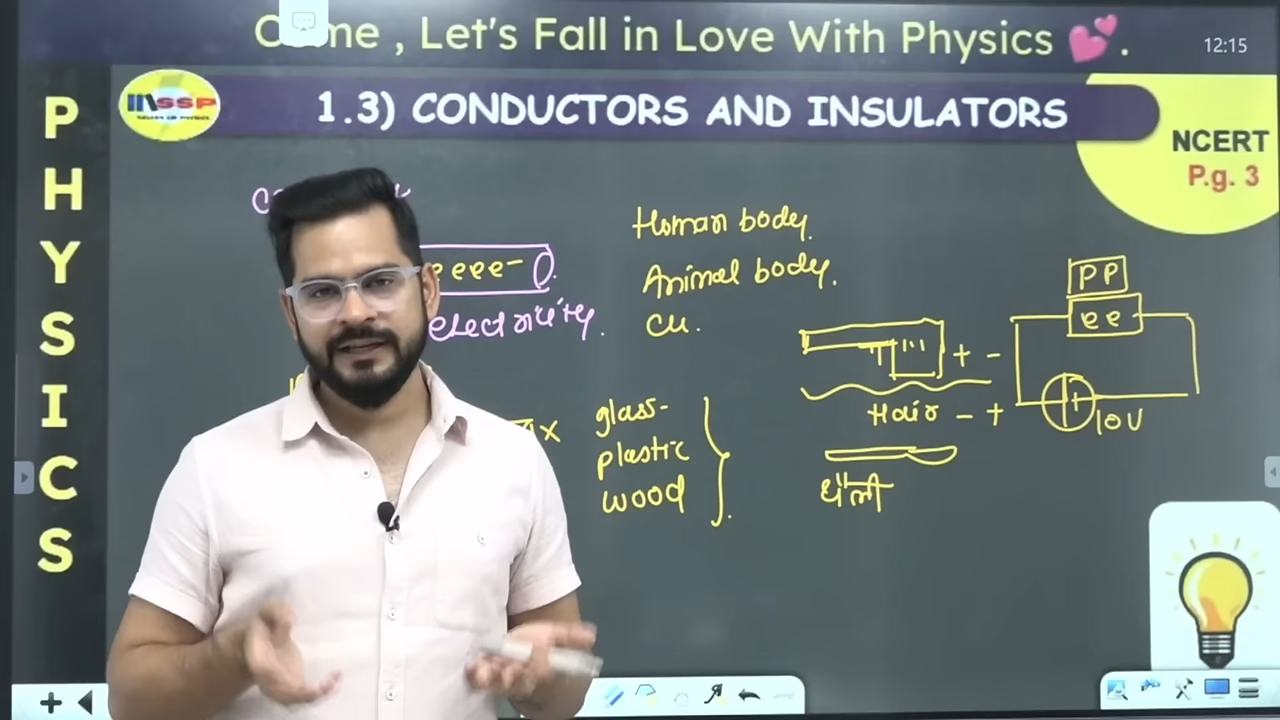 Come , Let's Fall in Love With Physics 💕 .
12:15
PHYSICS
SSP
1.3) CONDUCTORS AND INSULATORS
NCERT
P.g. 3
Human body.
Animal body.
Cu.
e e e e -
electricity.
x
glass-
plastic
wood
+ -
Hair - +
PP
ee
10V